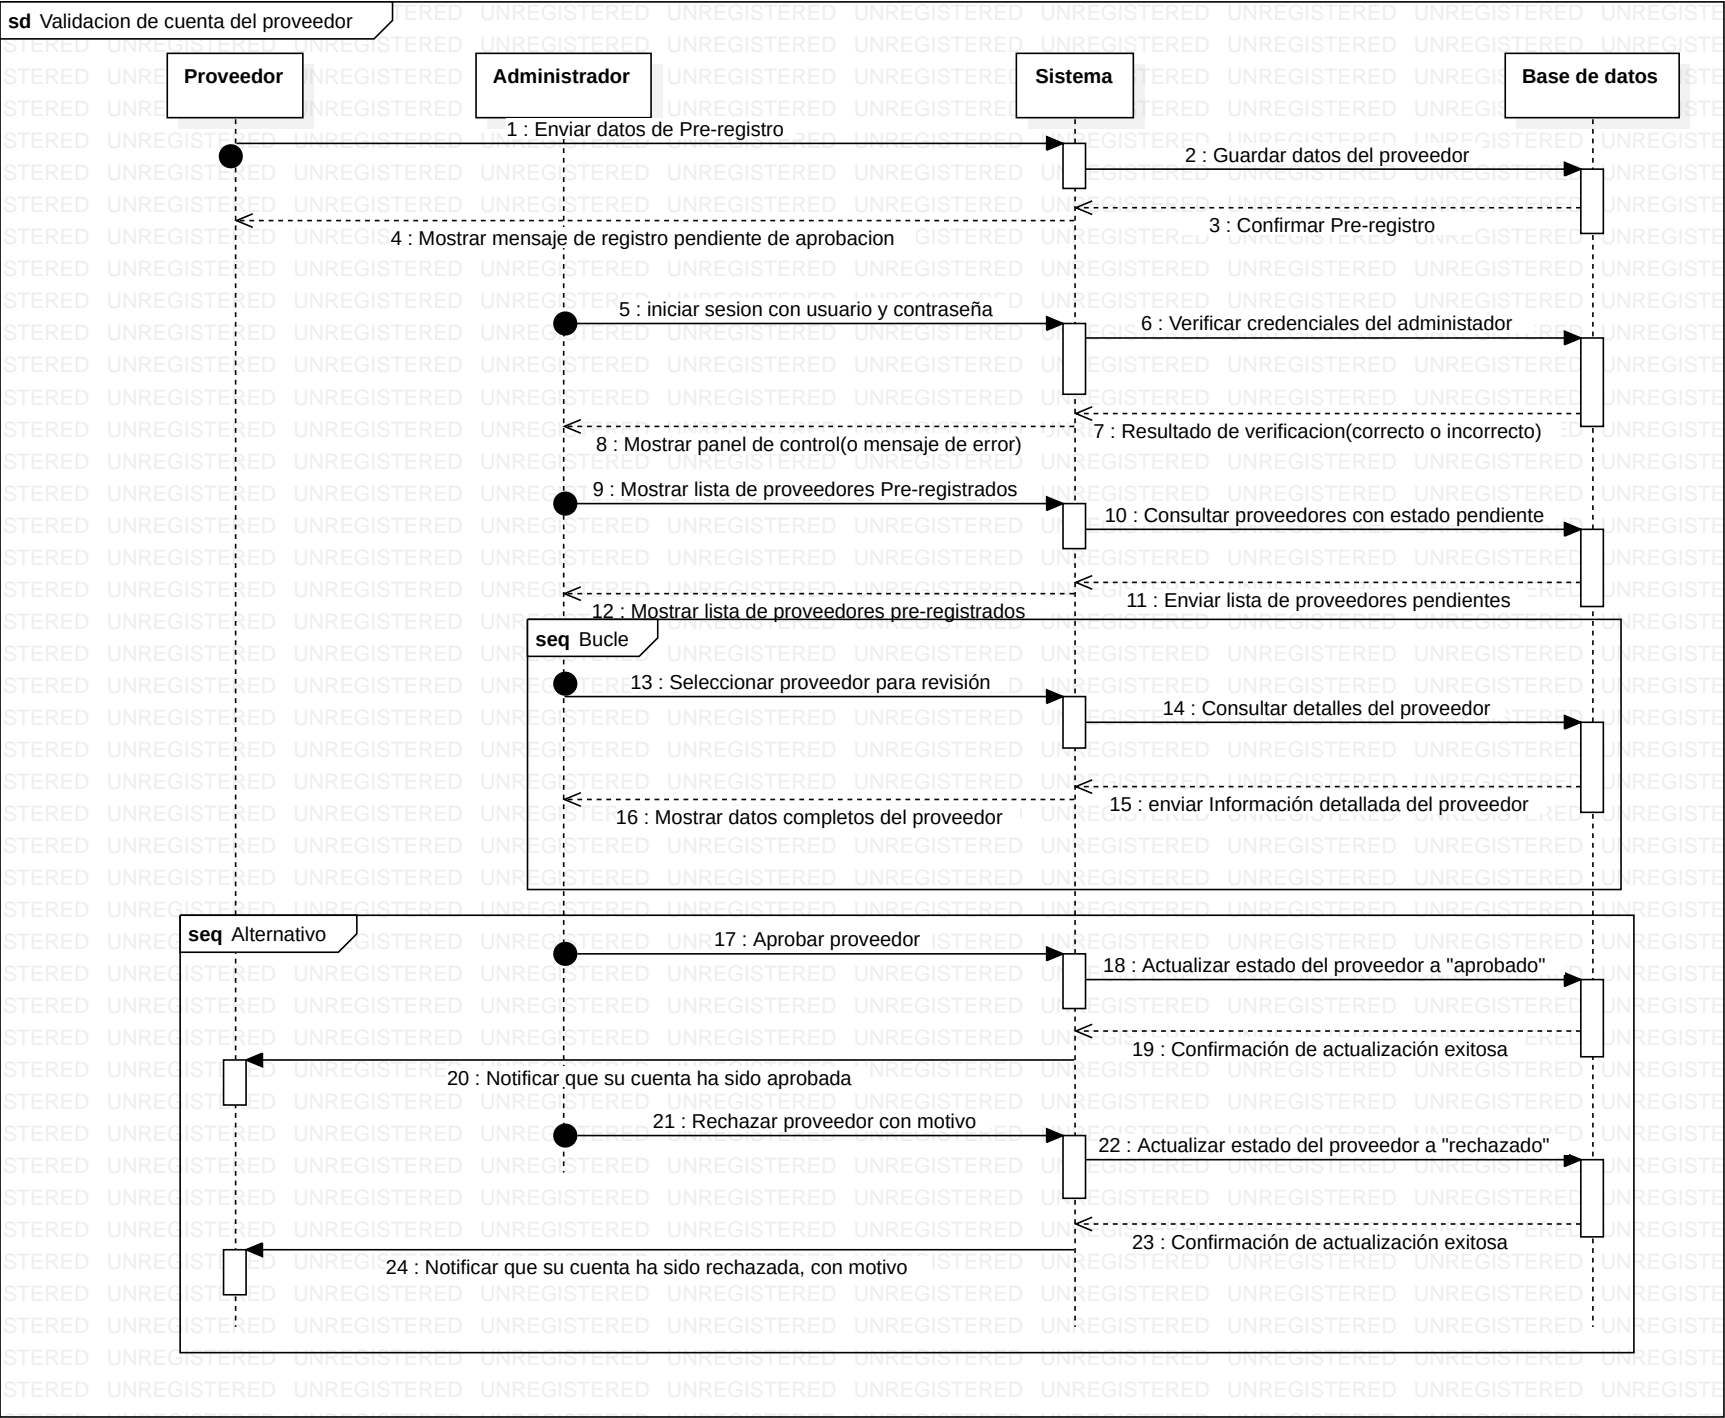 sd Validacion de cuenta del proveedor
Proveedor
Administrador
Sistema
Base de datos
1 : Enviar datos de Pre-registro
2 : Guardar datos del proveedor
3 : Confirmar Pre-registro
4 : Mostrar mensaje de registro pendiente de aprobacion
5 : iniciar sesion con usuario y contraseña
6 : Verificar credenciales del administador
7 : Resultado de verificacion(correcto o incorrecto)
8 : Mostrar panel de control(o mensaje de error)
9 : Mostrar lista de proveedores Pre-registrados
10 : Consultar proveedores con estado pendiente
11 : Enviar lista de proveedores pendientes
12 : Mostrar lista de proveedores pre-registrados
seq Bucle
13 : Seleccionar proveedor para revisión
14 : Consultar detalles del proveedor
15 : enviar Información detallada del proveedor
16 : Mostrar datos completos del proveedor
seq Alternativo
17 : Aprobar proveedor
18 : Actualizar estado del proveedor a "aprobado"
19 : Confirmación de actualización exitosa
20 : Notificar que su cuenta ha sido aprobada
21 : Rechazar proveedor con motivo
22 : Actualizar estado del proveedor a "rechazado"
23 : Confirmación de actualización exitosa
24 : Notificar que su cuenta ha sido rechazada, con motivo
UNREGISTERED